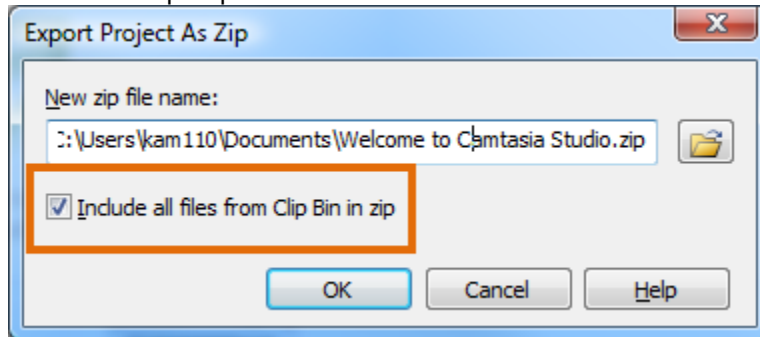 Export Project As Zip
New zip file name:
:\Users\kam110\Documents\Welcome to Camtasia Studio.zip
Include all files from Clip Bin in zip
OK Cancel Help